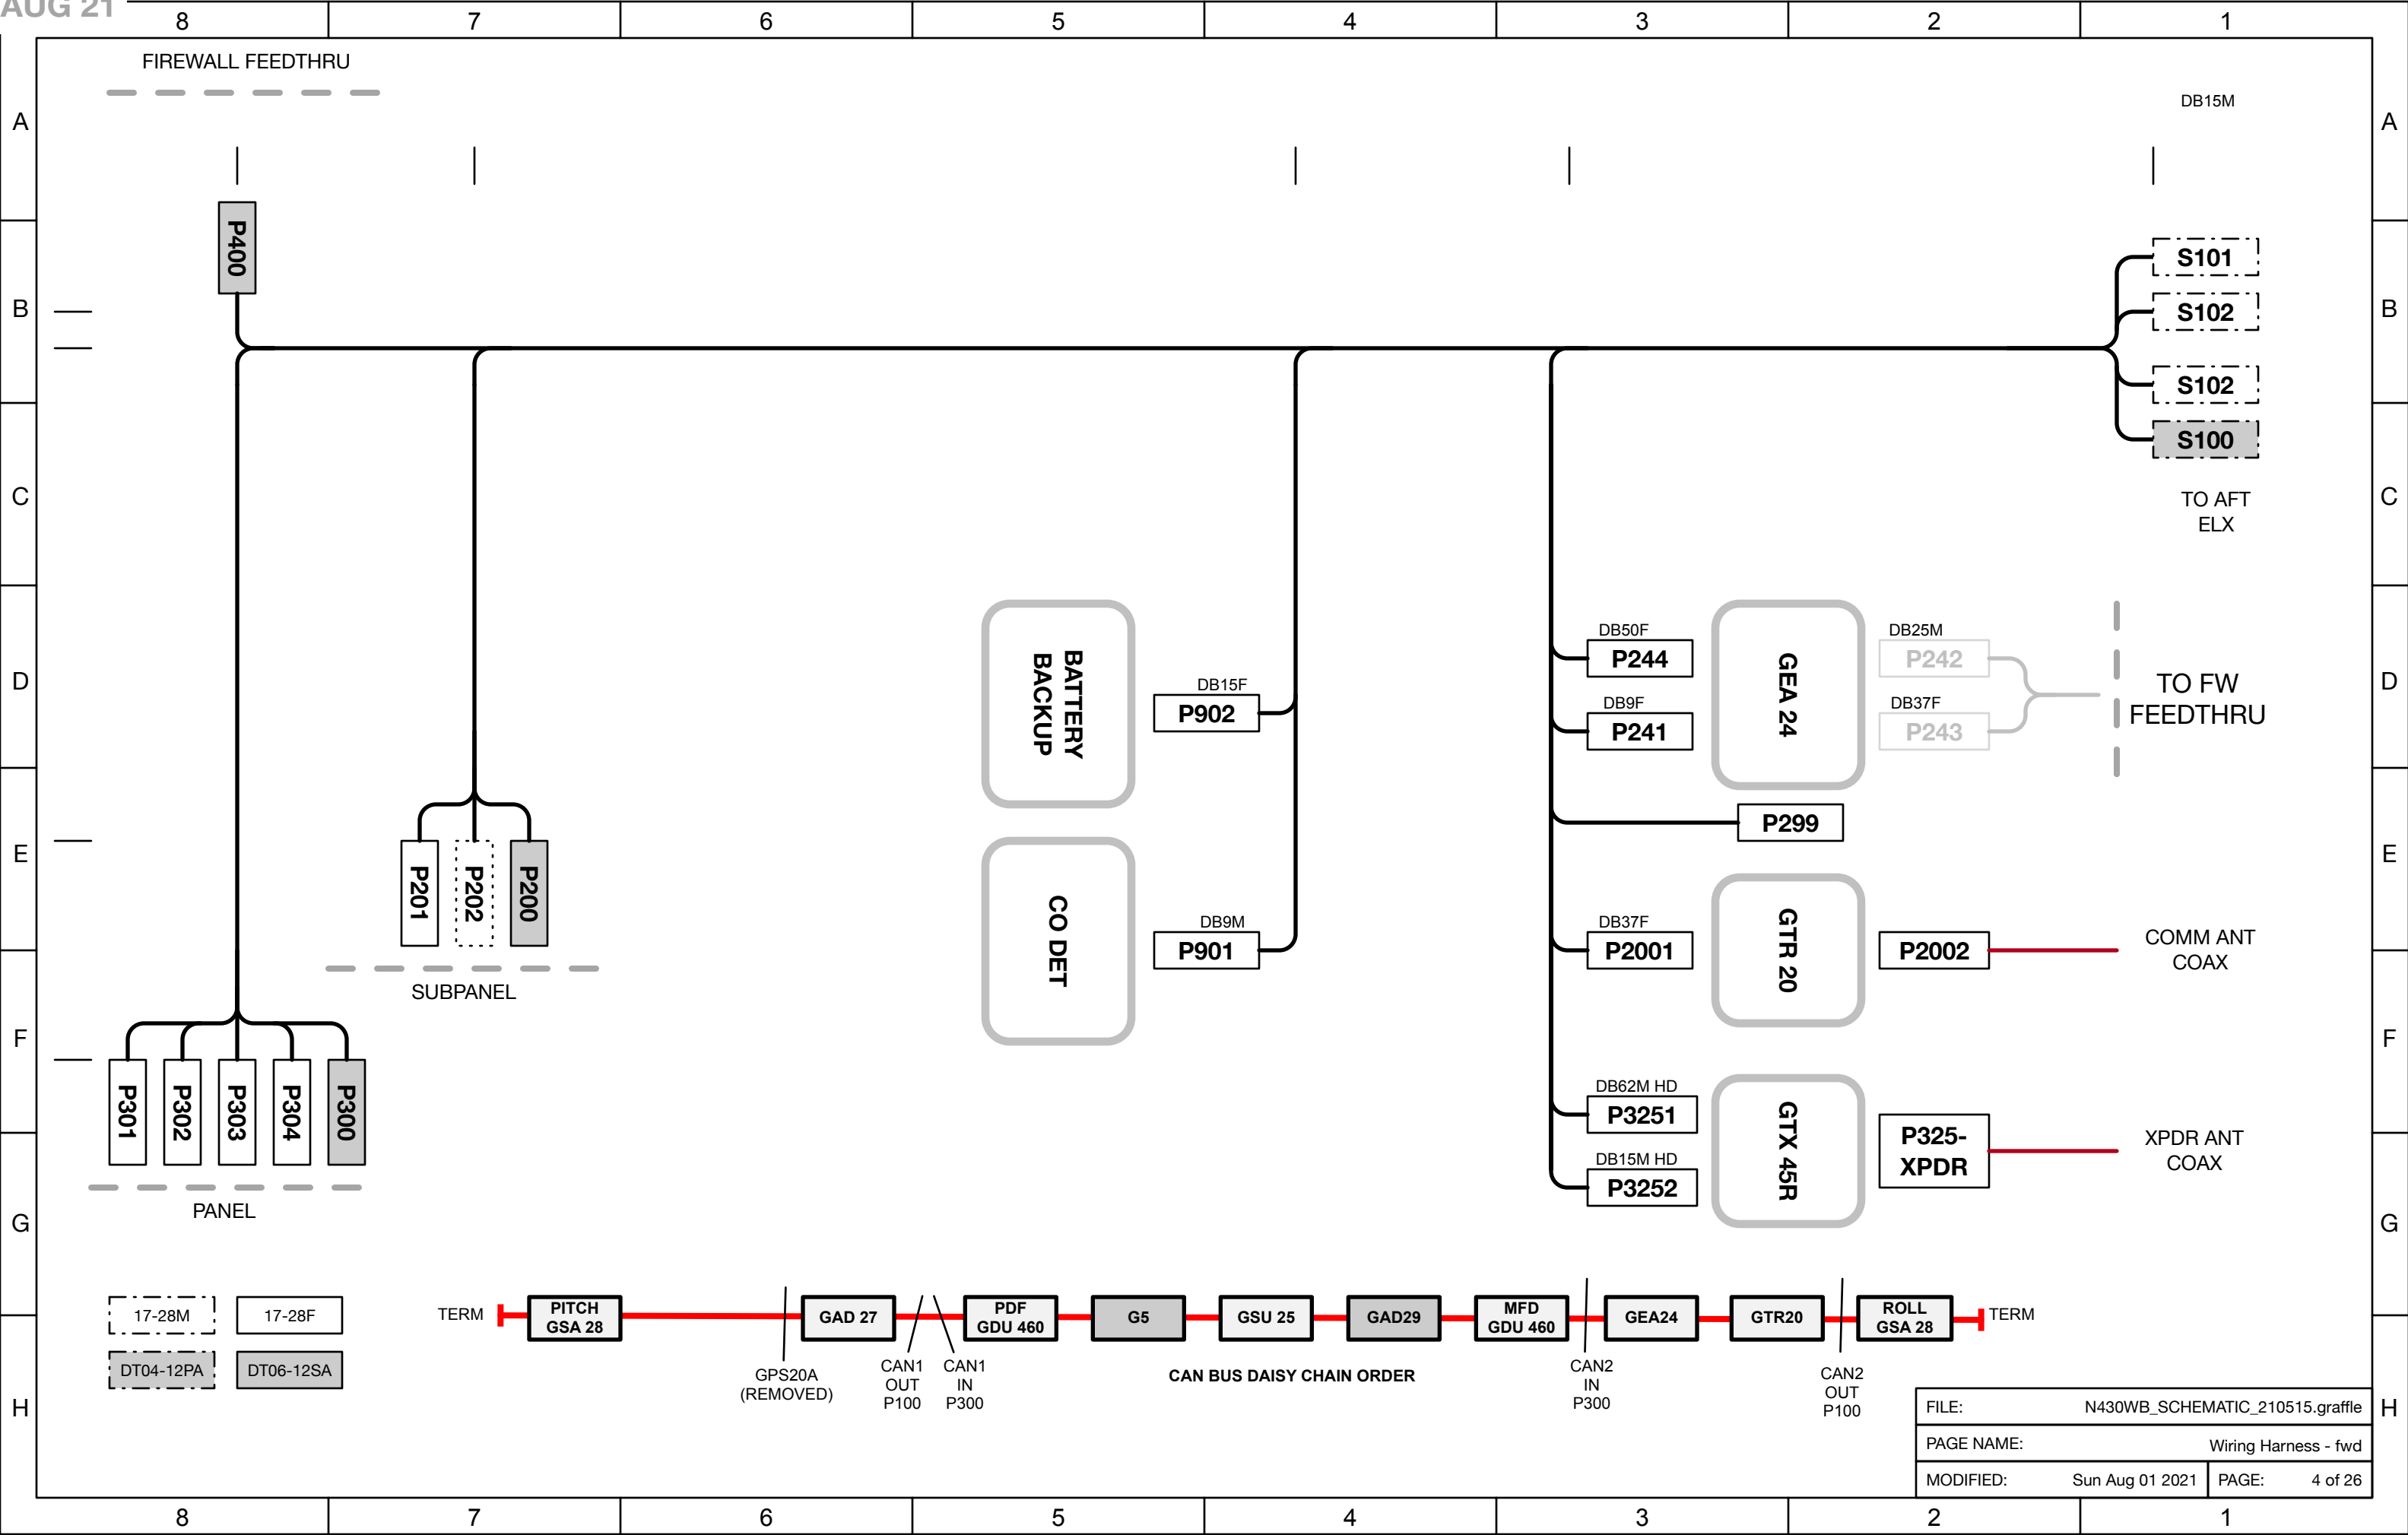 AUG 21
8 7 6 5 4 3 2 1
FIREWALL FEEDTHRU
DB15M
A A
P400
S101
B B
S102
S102
S100
C C
TO AFT
ELX
BATTERY
BACKUP
DB15F
P902
DB50F
P244
DB9F
P241
GEA 24
DB25M
P242
DB37F
P243
D D
TO FW
FEEDTHRU
P299
E E
P201
P202
P200
SUBPANEL
CO DET
DB9M
P901
DB37F
P2001
GTR 20
P2002
COMM ANT
COAX
F F
P301
P302
P303
P304
P300
PANEL
DB62M HD
P3251
DB15M HD
P3252
GTX 45R
P325-
XPDR
XPDR ANT
COAX
G G
17-28M
17-28F
DT04-12PA
DT06-12SA
TERM
PITCH
GSA 28
GAD 27
PDF
GDU 460
G5
GSU 25
GAD29
MFD
GDU 460
GEA24
GTR20
ROLL
GSA 28
TERM
GPS20A
(REMOVED)
CAN1
OUT
P100
CAN1
IN
P300
CAN BUS DAISY CHAIN ORDER
CAN2
IN
P300
CAN2
OUT
P100
H H
FILE: N430WB_SCHEMATIC_210515.graffle
PAGE NAME: Wiring Harness - fwd
MODIFIED: Sun Aug 01 2021 PAGE: 4 of 26
8 7 6 5 4 3 2 1